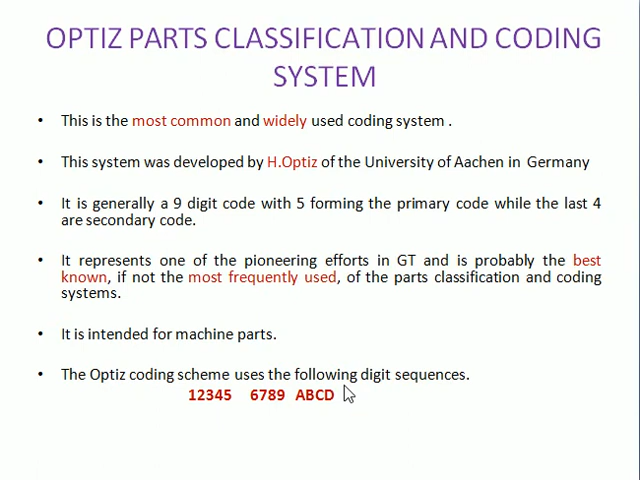 OPTIZ PARTS CLASSIFICATION AND CODING
SYSTEM
• This is the most common and widely used coding system .
• This system was developed by H.Optiz of the University of Aachen in Germany
• It is generally a 9 digit code with 5 forming the primary code while the last 4
are secondary code.
• It represents one of the pioneering efforts in GT and is probably the best
known, if not the most frequently used, of the parts classification and coding
systems.
• It is intended for machine parts.
• The Optiz coding scheme uses the following digit sequences.
12345 6789 ABCD